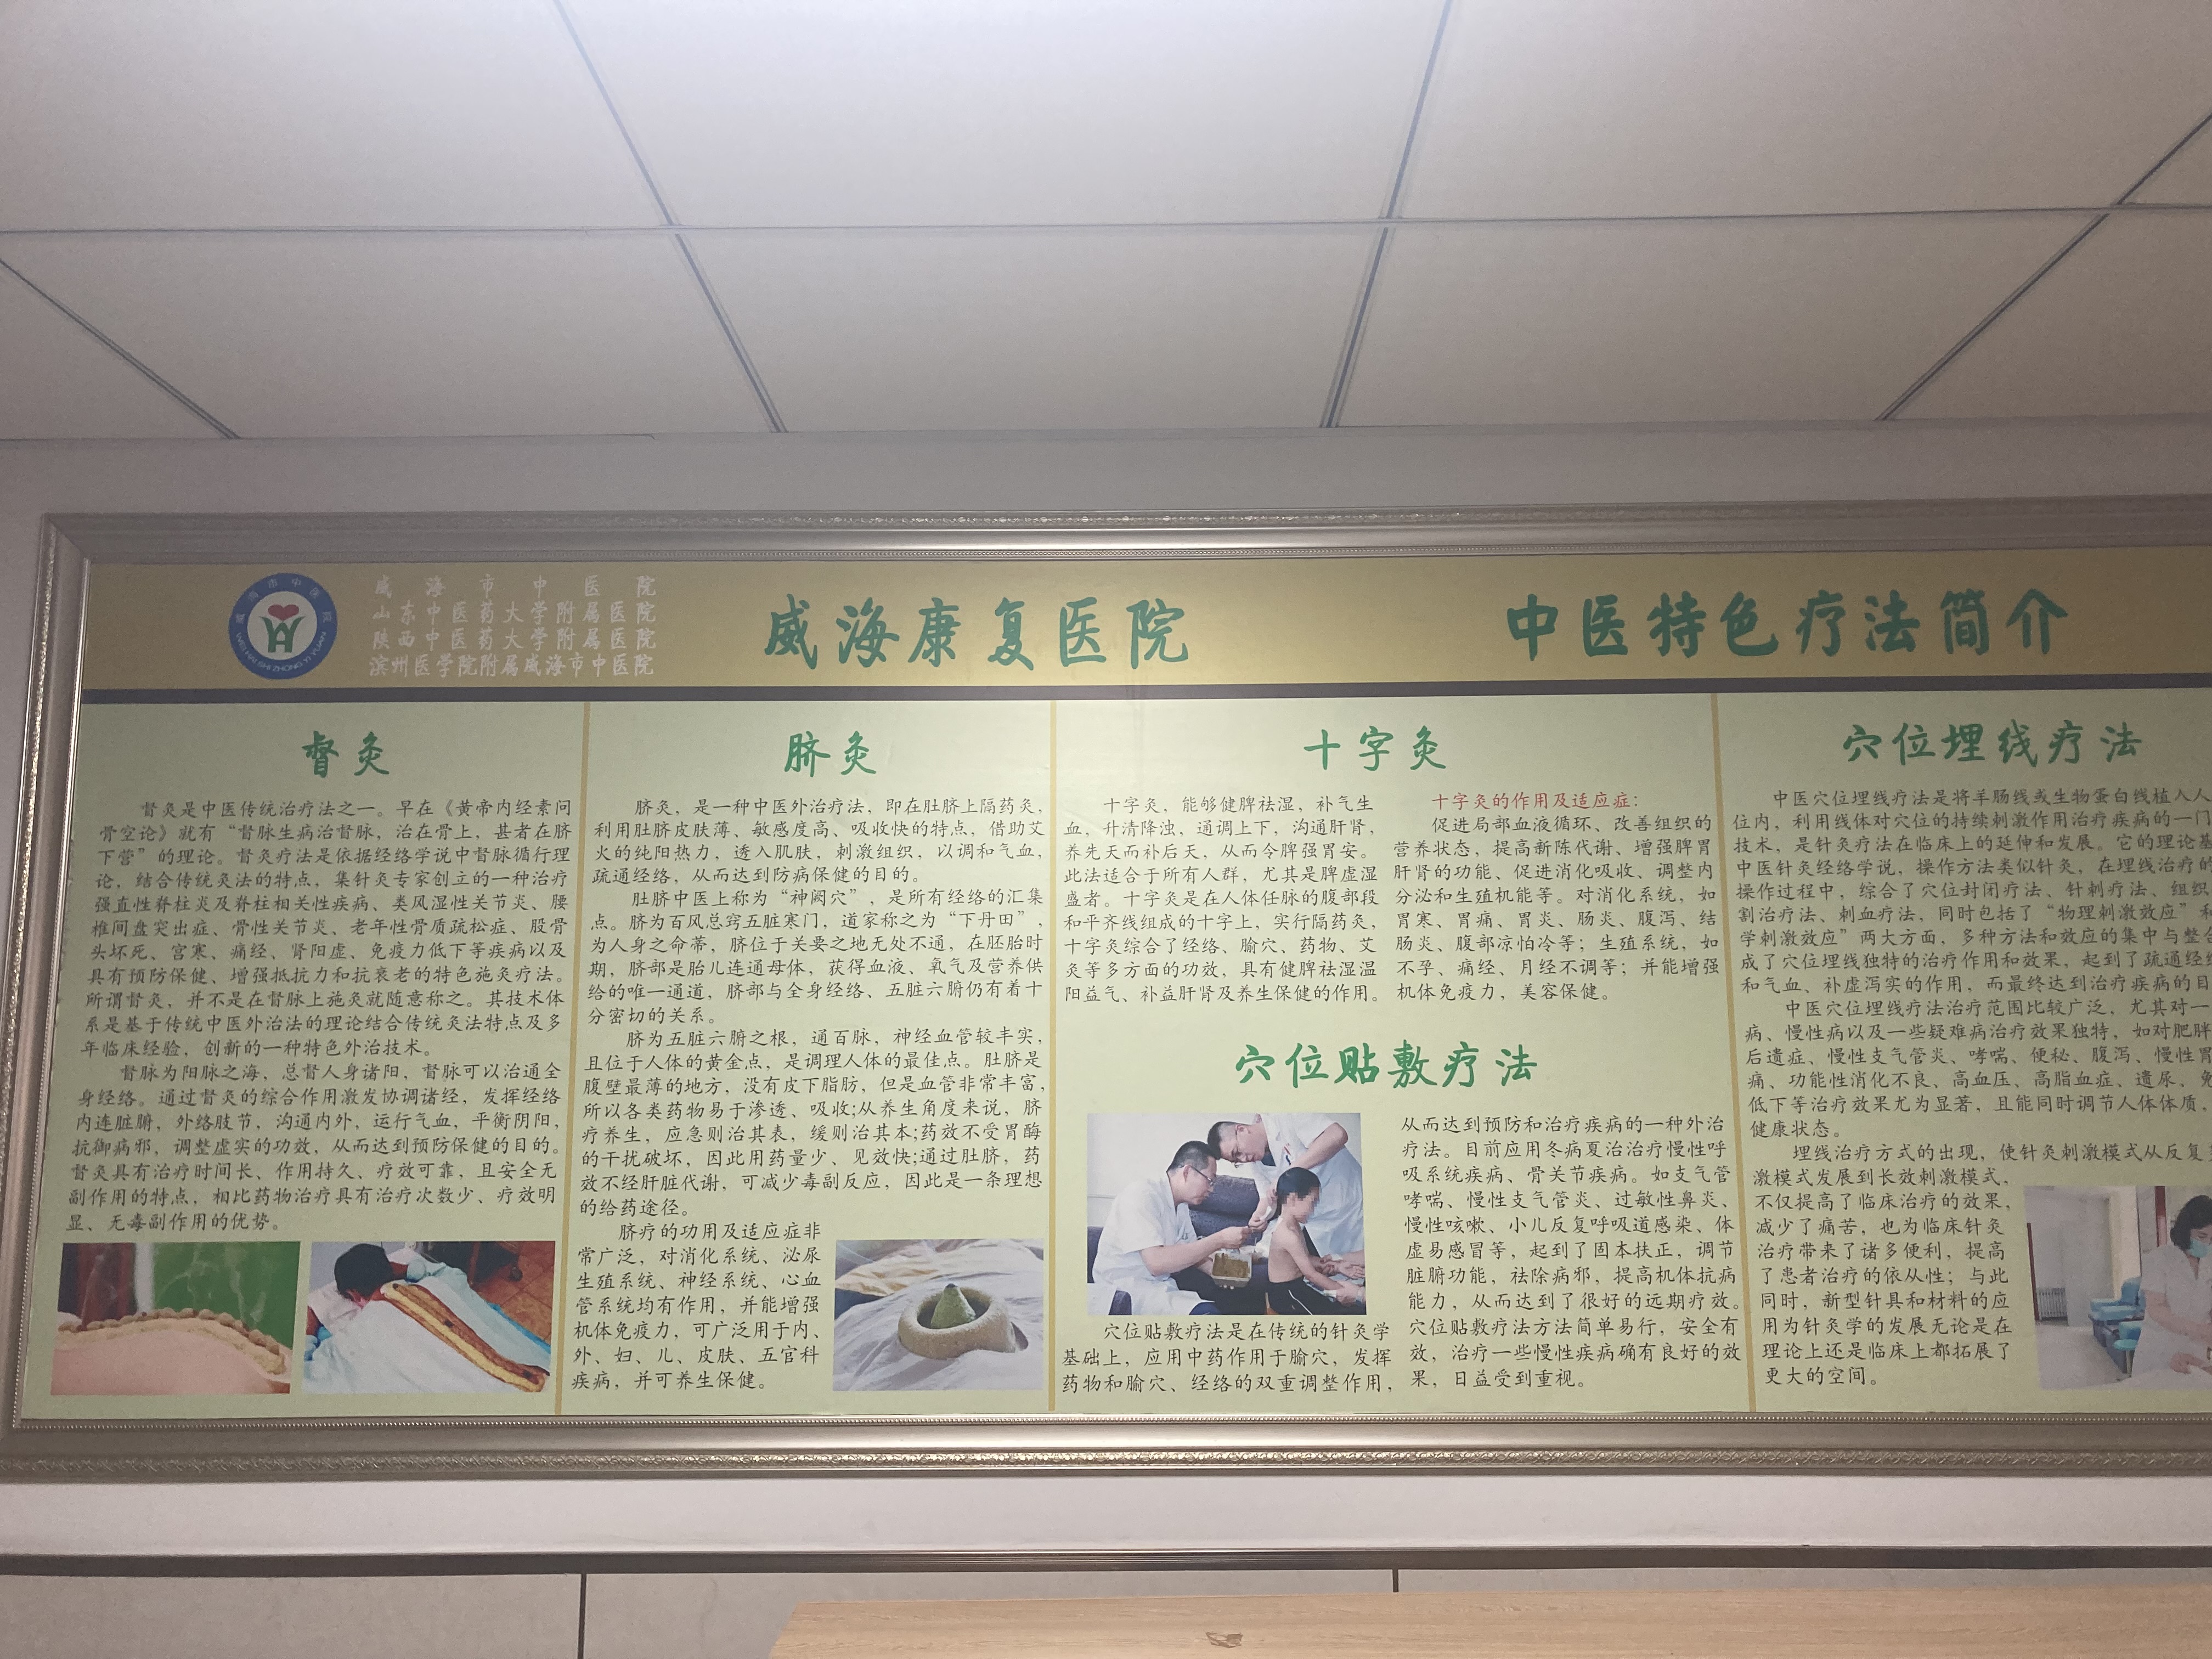 威海市中医院
山东中医药大学附属医院
陕西中医药大学附属医院
滨州医学院附属威海市中医院
威海市中医院
WEI HAI SHI ZHONG YI YUAN
威海康复医院
中医特色疗法简介
督灸
督灸是中医传统治疗法之一。早在《黄帝内经素问
骨空论》就有“督脉生病治督脉，治在骨上，甚者在脐
下营”的理论。督灸疗法是依据经络学说中督脉循行理
论，结合传统灸法的特点，集针灸专家创立的一种治疗
强直性脊柱炎及脊柱相关性疾病、类风湿性关节炎、腰
椎间盘突出症、骨性关节炎、老年性骨质疏松症、股骨
头坏死、宫寒、痛经、肾阳虚、免疫力低下等疾病以及
具有预防保健、增强抵抗力和抗衰老的特色施灸疗法。
所谓督灸，并不是在督脉上施灸就随意称之。其技术体
系是基于传统中医外治法的理论结合传统灸法特点及多
年临床经验，创新的一种特色外治技术。
督脉为阳脉之海，总督人身诸阳，督脉可以治通全
身经络。通过督灸的综合作用激发协调诸经，发挥经络
内连脏腑，外络肢节，沟通内外，运行气血，平衡阴阳，
抗御病邪，调整虚实的功效，从而达到预防保健的目的。
督灸具有治疗时间长、作用持久、疗效可靠，且安全无
副作用的特点，相比药物治疗具有治疗次数少、疗效明
显、无毒副作用的优势。
脐灸
脐灸，是一种中医外治疗法，即在肚脐上隔药灸，
利用肚脐皮肤薄、敏感度高、吸收快的特点，借助艾
火的纯阳热力，透入肌肤，刺激组织，以调和气血，
疏通经络，从而达到防病保健的目的。
肚脐中医上称为“神阙穴”，是所有经络的汇集
点。脐为百风总窍五脏寒门，道家称之为“下丹田”，
为人身之命蒂，脐位于关要之地无处不通，在胚胎时
期，脐部是胎儿连通母体，获得血液、氧气及营养供
给的唯一通道，脐部与全身经络、五脏六腑仍有着十
分密切的关系。
脐为五脏六腑之根，通百脉，神经血管较丰实，
且位于人体的黄金点，是调理人体的最佳点。肚脐是
腹壁最薄的地方，没有皮下脂肪，但是血管非常丰富，
所以各类药物易于渗透、吸收;从养生角度来说，脐
疗养生，应急则治其表，缓则治其本;药效不受胃酶
的干扰破坏，因此用药量少、见效快;通过肚脐，药
效不经肝脏代谢，可减少毒副反应，因此是一条理想
的给药途径。
脐疗的功用及适应症非
常广泛，对消化系统、泌尿
生殖系统、神经系统、心血
管系统均有作用，并能增强
机体免疫力，可广泛用于内、
外、妇、儿、皮肤、五官科
疾病，并可养生保健。
十字灸
十字灸，能够健脾祛湿，补气生
血，升清降浊，通调上下，沟通肝肾，
养先天而补后天，从而令脾强胃安。
此法适合于所有人群，尤其是脾虚湿
盛者。十字灸是在人体任脉的腹部段
和平齐线组成的十字上，实行隔药灸，
十字灸综合了经络、腧穴、药物、艾
灸等多方面的功效，具有健脾祛湿温
阳益气、补益肝肾及养生保健的作用。
十字灸的作用及适应症：
促进局部血液循环、改善组织的
营养状态，提高新陈代谢、增强脾胃
肝肾的功能、促进消化吸收、调整内
分泌和生殖机能等。对消化系统，如
胃寒、胃痛、胃炎、肠炎、腹泻、结
肠炎、腹部凉怕冷等；生殖系统，如
不孕、痛经、月经不调等；并能增强
机体免疫力，美容保健。
穴位贴敷疗法
穴位贴敷疗法是在传统的针灸学
基础上，应用中药作用于腧穴，发挥
药物和腧穴、经络的双重调整作用，
从而达到预防和治疗疾病的一种外治
疗法。目前应用冬病夏治治疗慢性呼
吸系统疾病、骨关节疾病。如支气管
哮喘、慢性支气管炎、过敏性鼻炎、
慢性咳嗽、小儿反复呼吸道感染、体
虚易感冒等，起到了固本扶正，调节
脏腑功能，祛除病邪，提高机体抗病
能力，从而达到了很好的远期疗效。
穴位贴敷疗法方法简单易行，安全有
效，治疗一些慢性疾病确有良好的效
果，日益受到重视。
穴位埋线疗法
中医穴位埋线疗法是将羊肠线或生物蛋白线植入人
位内，利用线体对穴位的持续刺激作用治疗疾病的一门
技术，是针灸疗法在临床上的延伸和发展。它的理论基
中医针灸经络学说，操作方法类似针灸，在埋线治疗的
操作过程中，综合了穴位封闭疗法、针刺疗法、组织
割治疗法、刺血疗法，同时包括了“物理刺激效应”和
学刺激效应”两大方面，多种方法和效应的集中与整合
成了穴位埋线独特的治疗作用和效果，起到了疏通经络
和气血、补虚泻实的作用，而最终达到治疗疾病的目
中医穴位埋线疗法治疗范围比较广泛，尤其对一
病、慢性病以及一些疑难病治疗效果独特，如对肥胖
后遗症、慢性支气管炎、哮喘、便秘、腹泻、慢性胃
痛、功能性消化不良、高血压、高脂血症、遗尿、免
低下等治疗效果尤为显著，且能同时调节人体体质，
健康状态。
埋线治疗方式的出现，使针灸刺激模式从反复
激模式发展到长效刺激模式，
不仅提高了临床治疗的效果，
减少了痛苦，也为临床针灸
治疗带来了诸多便利，提高
了患者治疗的依从性；与此
同时，新型针具和材料的应
用为针灸学的发展无论是在
理论上还是临床上都拓展了
更大的空间。